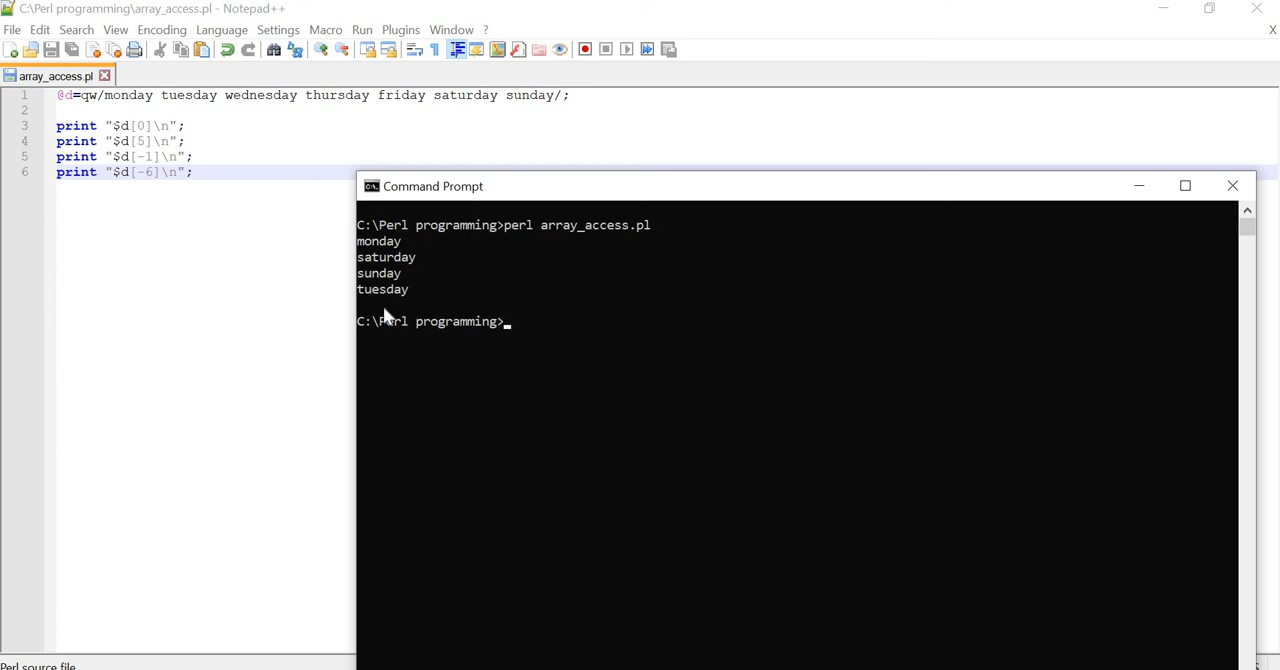 C:\Perl programming\array_access.pl - Notepad++
File Edit Search View Encoding Language Settings Macro Run Plugins Window ? X
array_access.pl
1 @d=qw/monday tuesday wednesday thursday friday saturday sunday/;
2
3 print "$d[0]\n";
4 print "$d[5]\n";
5 print "$d[-1]\n";
6 print "$d[-6]\n";
Command Prompt
C:\Perl programming>perl array_access.pl
monday
saturday
sunday
tuesday
C:\Perl programming>
Perl source file